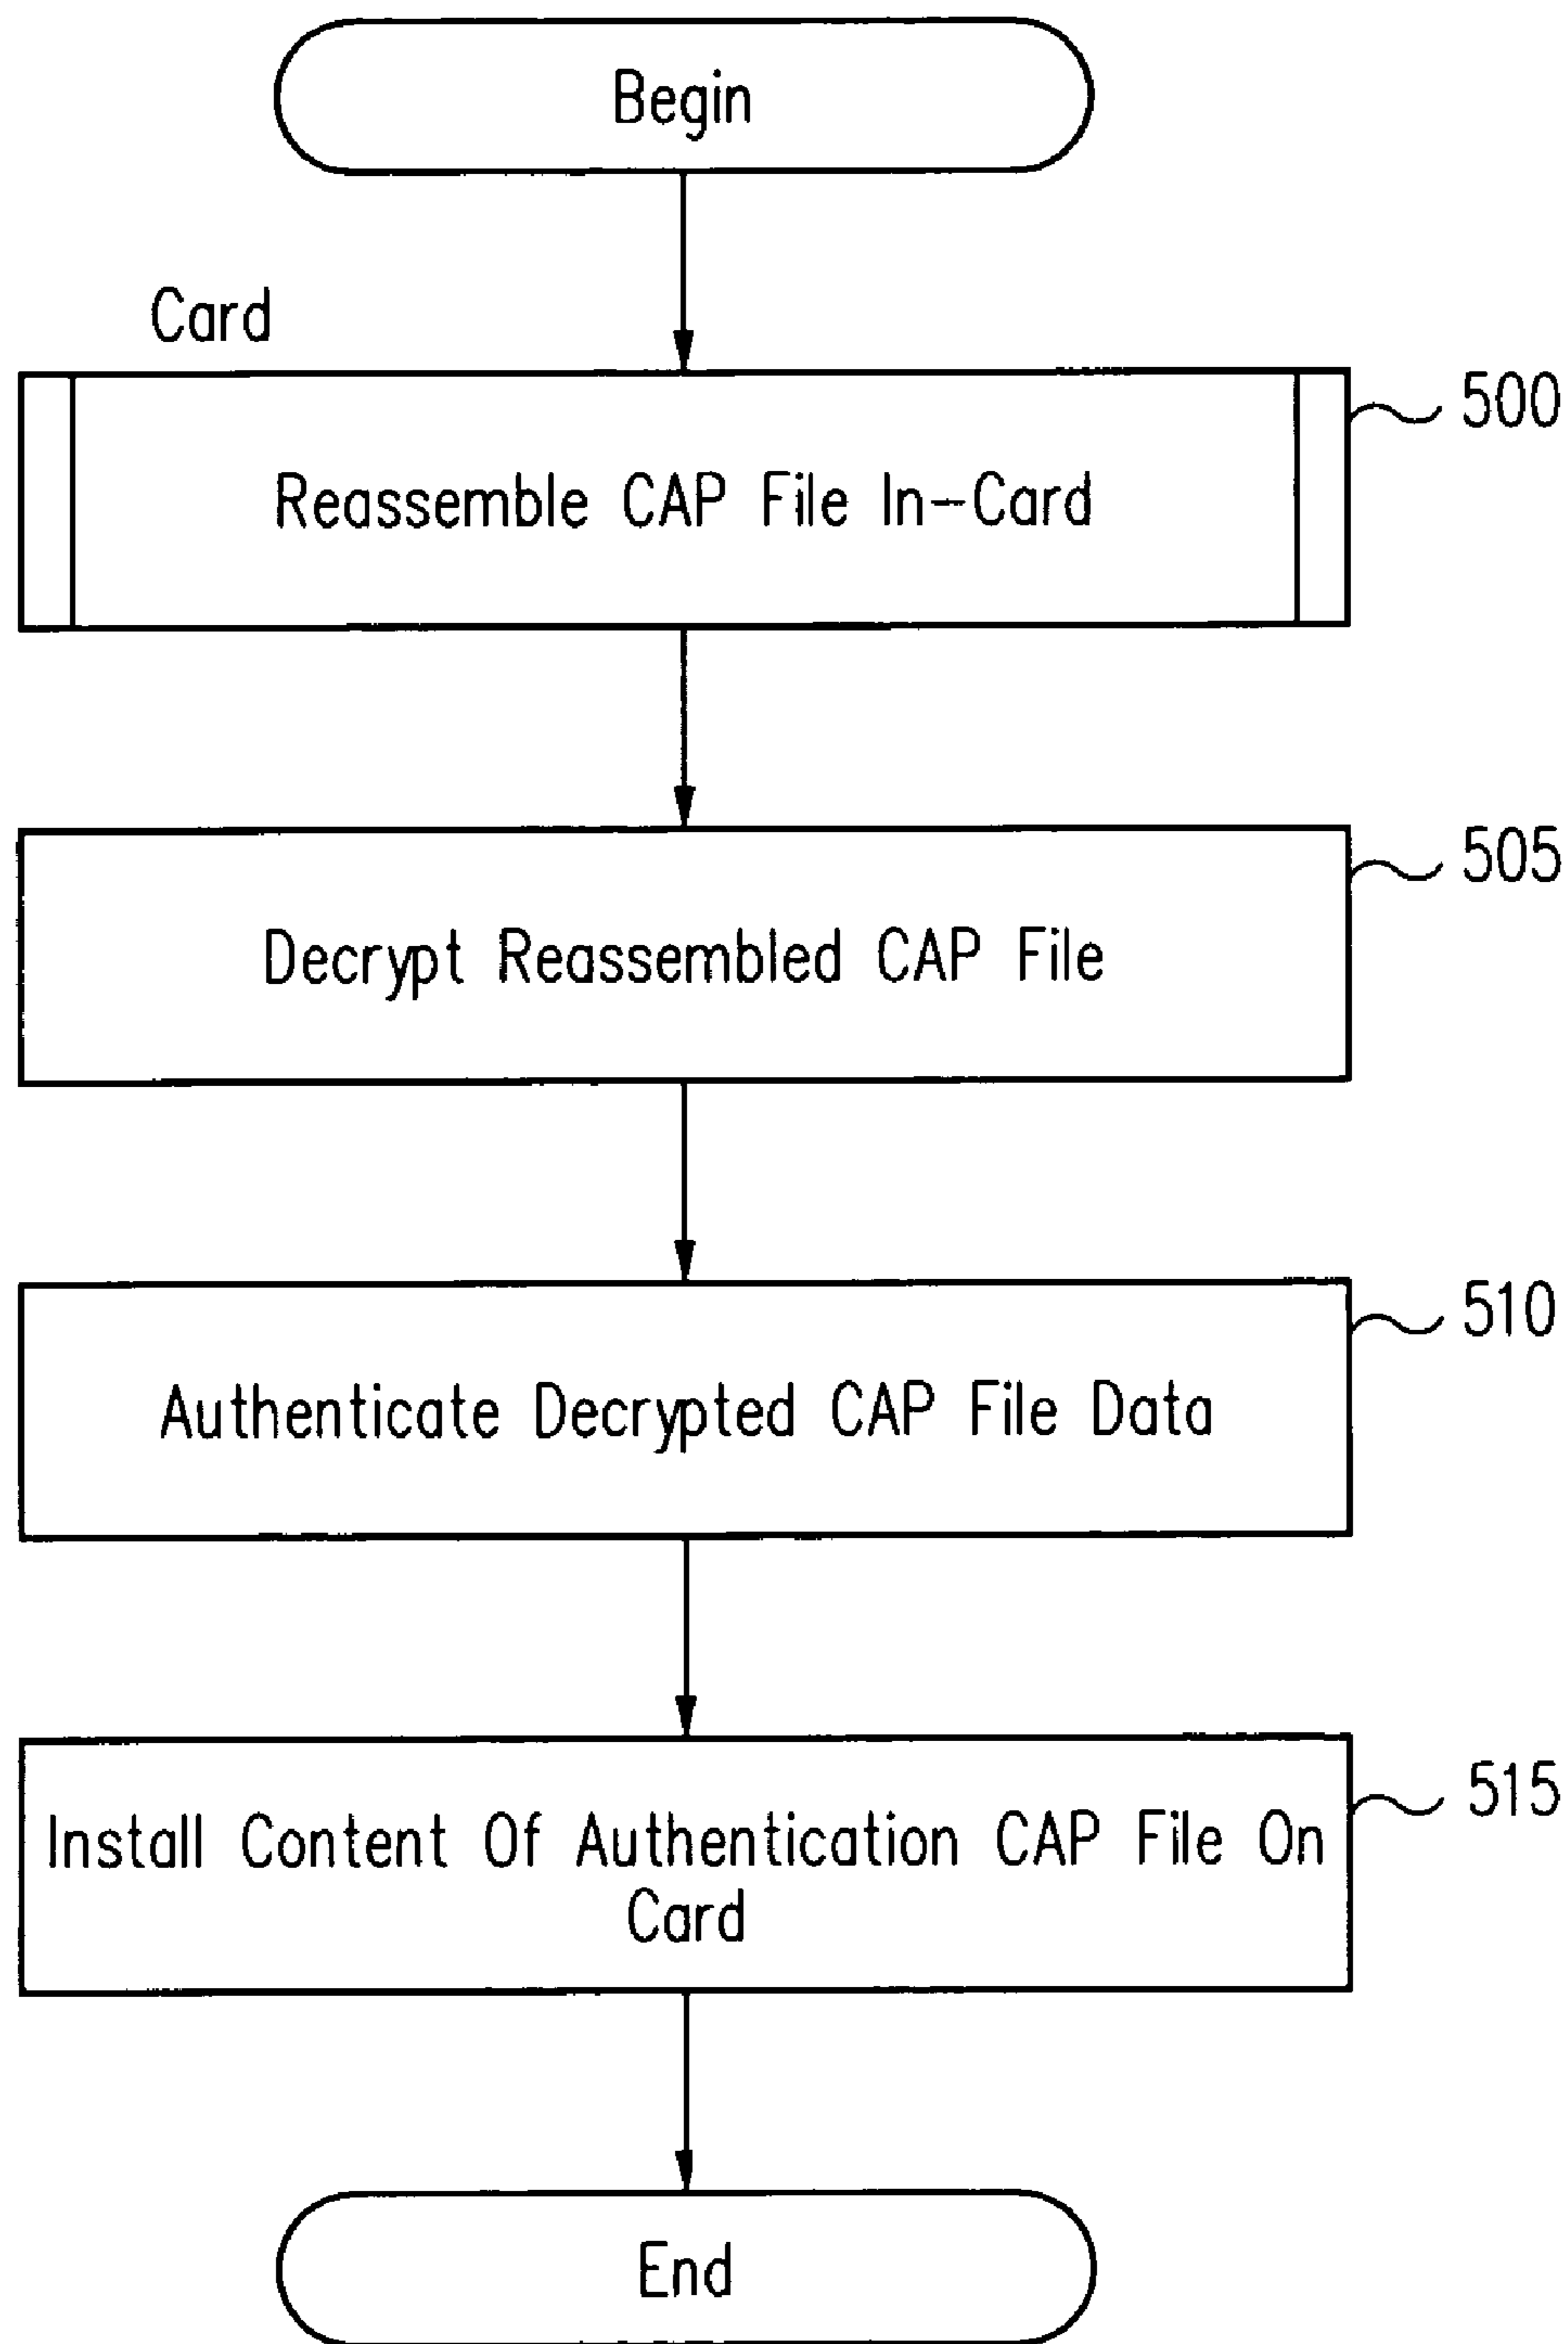 Begin
Card
500
Reassemble CAP File In-Card
505
Decrypt Reassembled CAP File
510
Authenticate Decrypted CAP File Data
515
Install Content Of Authentication CAP File On
Card
End